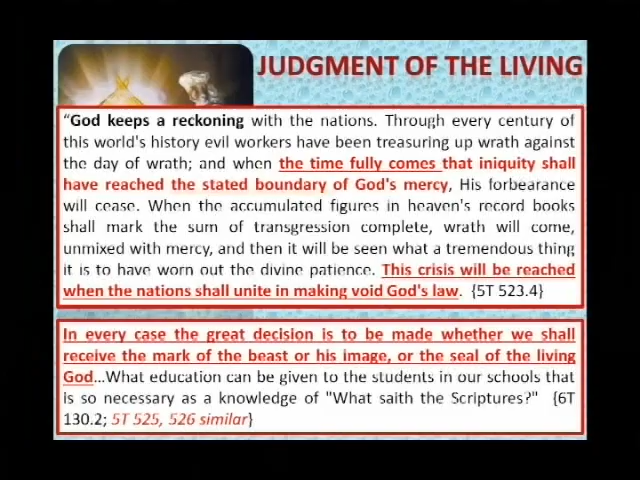 JUDGMENT OF THE LIVING
“God keeps a reckoning with the nations. Through every century of
this world's history evil workers have been treasuring up wrath against
the day of wrath; and when the time fully comes that iniquity shall
have reached the stated boundary of God's mercy, His forbearance
will cease. When the accumulated figures in heaven's record books
shall mark the sum of transgression complete, wrath will come,
unmixed with mercy, and then it will be seen what a tremendous thing
it is to have worn out the divine patience. This crisis will be reached
when the nations shall unite in making void God's law. {5T 523.4}
In every case the great decision is to be made whether we shall
receive the mark of the beast or his image, or the seal of the living
God...What education can be given to the students in our schools that
is so necessary as a knowledge of "What saith the Scriptures?" {6T
130.2; 5T 525, 526 similar}